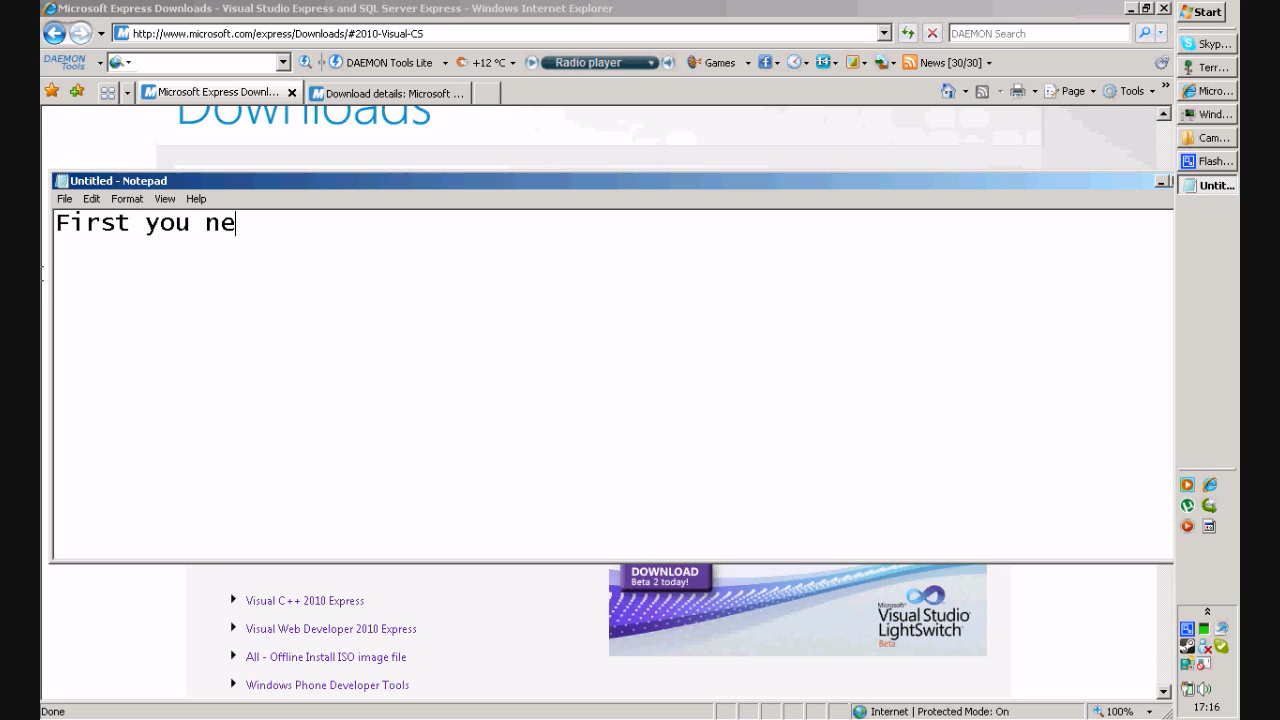 Microsoft Express Downloads - Visual Studio Express and SQL Server Express - Windows Internet Explorer
Start
http://www.microsoft.com/express/Downloads/#2010-Visual-CS
DAEMON Search
Skyp...
DAEMON Tools
DAEMON Tools Lite
+12 °C
Radio player
Games
News [30/30]
Terr...
Microsoft Express Downl...
Download details: Microsoft ...
Page
Tools
Micro...
Downloads
Wind...
Cam...
Flash...
Untitled - Notepad
Untit...
File Edit Format View Help
First you ne
DOWNLOAD
Beta 2 today!
Visual C++ 2010 Express
Visual Web Developer 2010 Express
All - Offline Install ISO image file
Windows Phone Developer Tools
Microsoft
Visual Studio
LightSwitch
Beta
Done
Internet | Protected Mode: On
100%
17:16